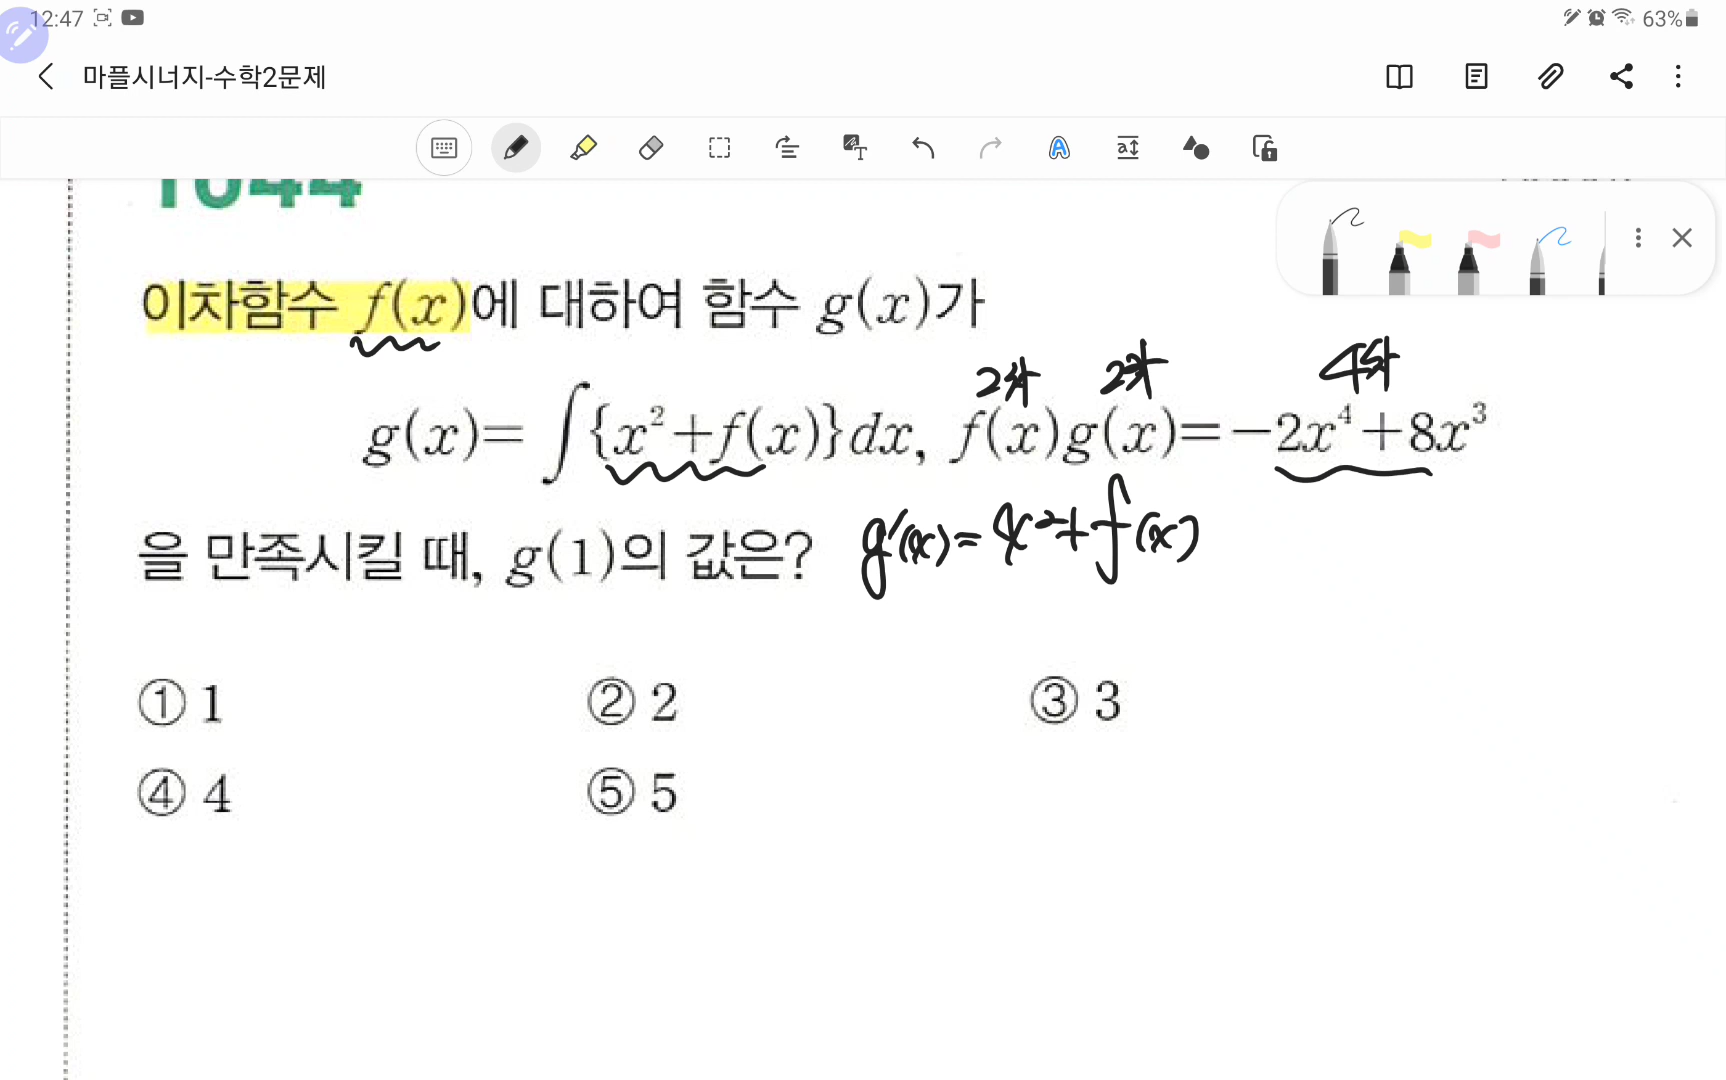 12:47
63%
마플시너지-수학2문제
1044
이차함수 f(x)에 대하여 함수 g(x)가
2차 2차 4차
g(x)=∫{x²+f(x)}dx, f(x)g(x)=−2x⁴+8x³
을 만족시킬 때, g(1)의 값은? g'(x)=x²+f(x)
① 1 ② 2 ③ 3
④ 4 ⑤ 5